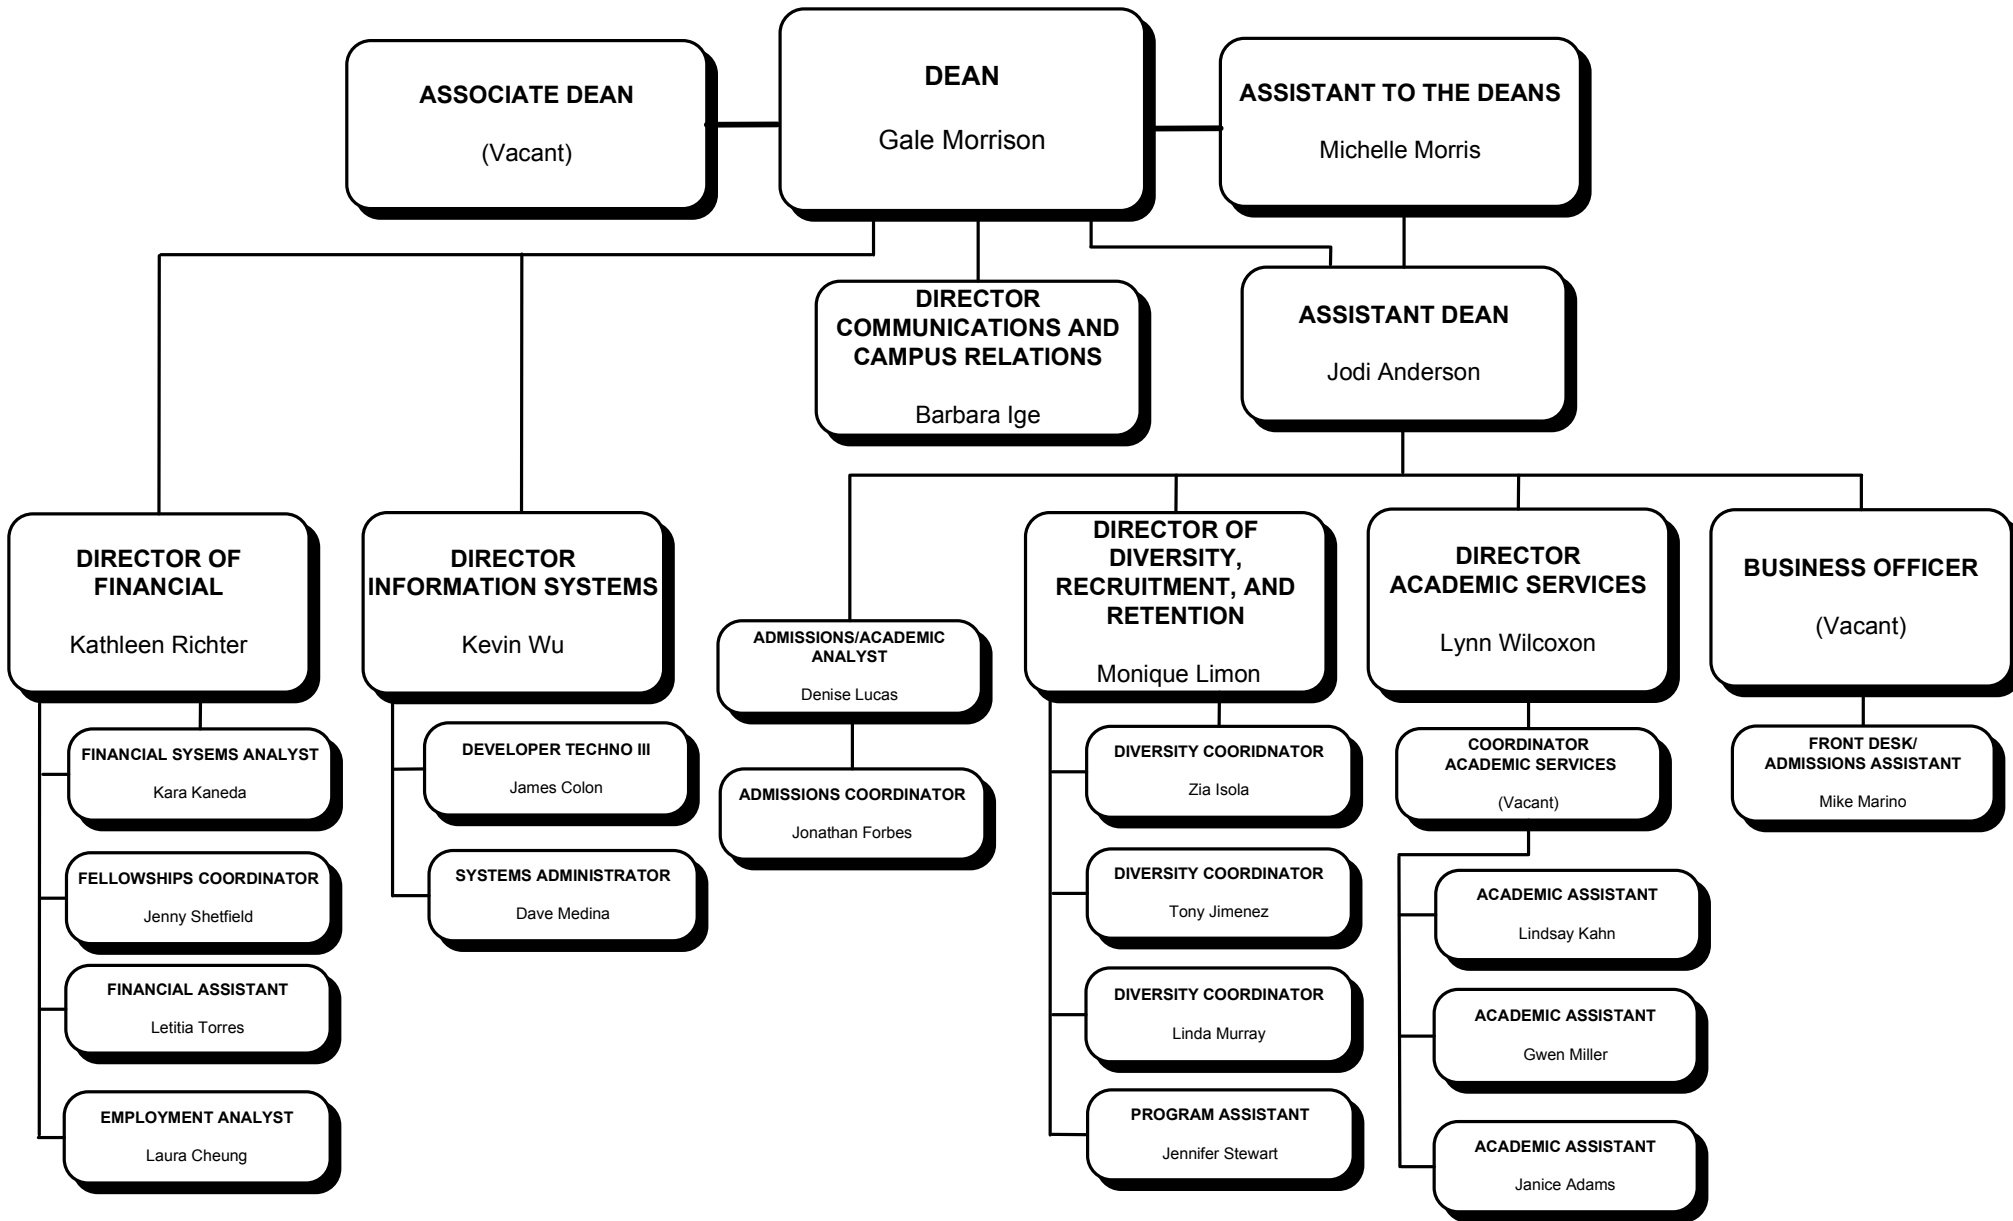 ASSOCIATE DEAN
(Vacant)
DEAN
Gale Morrison
ASSISTANT TO THE DEANS
Michelle Morris
DIRECTOR
COMMUNICATIONS AND
CAMPUS RELATIONS
Barbara Ige
ASSISTANT DEAN
Jodi Anderson
DIRECTOR OF
FINANCIAL
Kathleen Richter
DIRECTOR
INFORMATION SYSTEMS
Kevin Wu
ADMISSIONS/ACADEMIC
ANALYST
Denise Lucas
DIRECTOR OF
DIVERSITY,
RECRUITMENT, AND
RETENTION
Monique Limon
DIRECTOR
ACADEMIC SERVICES
Lynn Wilcoxon
BUSINESS OFFICER
(Vacant)
FINANCIAL SYSEMS ANALYST
Kara Kaneda
FELLOWSHIPS COORDINATOR
Jenny Shetfield
FINANCIAL ASSISTANT
Letitia Torres
EMPLOYMENT ANALYST
Laura Cheung
DEVELOPER TECHNO III
James Colon
SYSTEMS ADMINISTRATOR
Dave Medina
ADMISSIONS COORDINATOR
Jonathan Forbes
DIVERSITY COORIDNATOR
Zia Isola
DIVERSITY COORDINATOR
Tony Jimenez
DIVERSITY COORDINATOR
Linda Murray
PROGRAM ASSISTANT
Jennifer Stewart
COORDINATOR
ACADEMIC SERVICES
(Vacant)
ACADEMIC ASSISTANT
Lindsay Kahn
ACADEMIC ASSISTANT
Gwen Miller
ACADEMIC ASSISTANT
Janice Adams
FRONT DESK/
ADMISSIONS ASSISTANT
Mike Marino